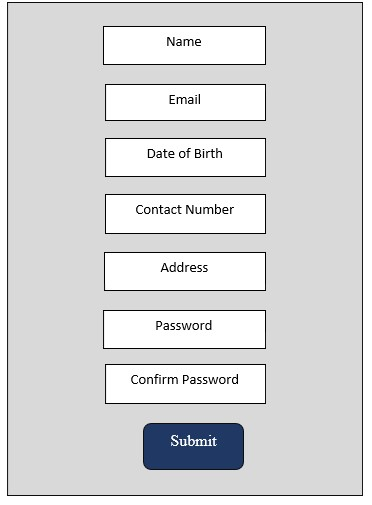 Name
Email
Date of Birth
Contact Number
Address
Password
Confirm Password
Submit